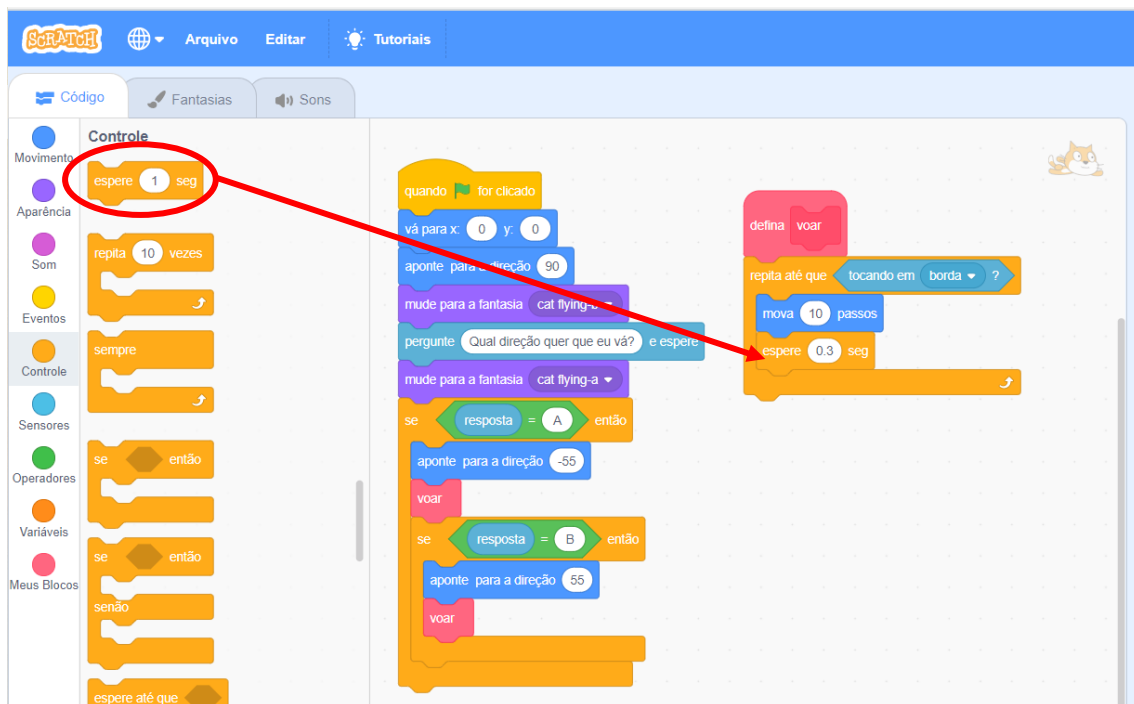 SCRATCH Arquivo Editar Tutoriais
Código Fantasias Sons
Movimento
Aparência
Som
Eventos
Controle
Sensores
Operadores
Variáveis
Meus Blocos
Controle
espere 1 seg
repita 10 vezes
sempre
se então
se então
senão
espere até que
quando for clicado
vá para x: 0 y: 0
aponte para a direção 90
mude para a fantasia cat flying-b
pergunte Qual direção quer que eu vá? e espere
mude para a fantasia cat flying-a
se resposta = A então
aponte para a direção -55
voar
se resposta = B então
aponte para a direção 55
voar
defina voar
repita até que tocando em borda ?
mova 10 passos
espere 0.3 seg